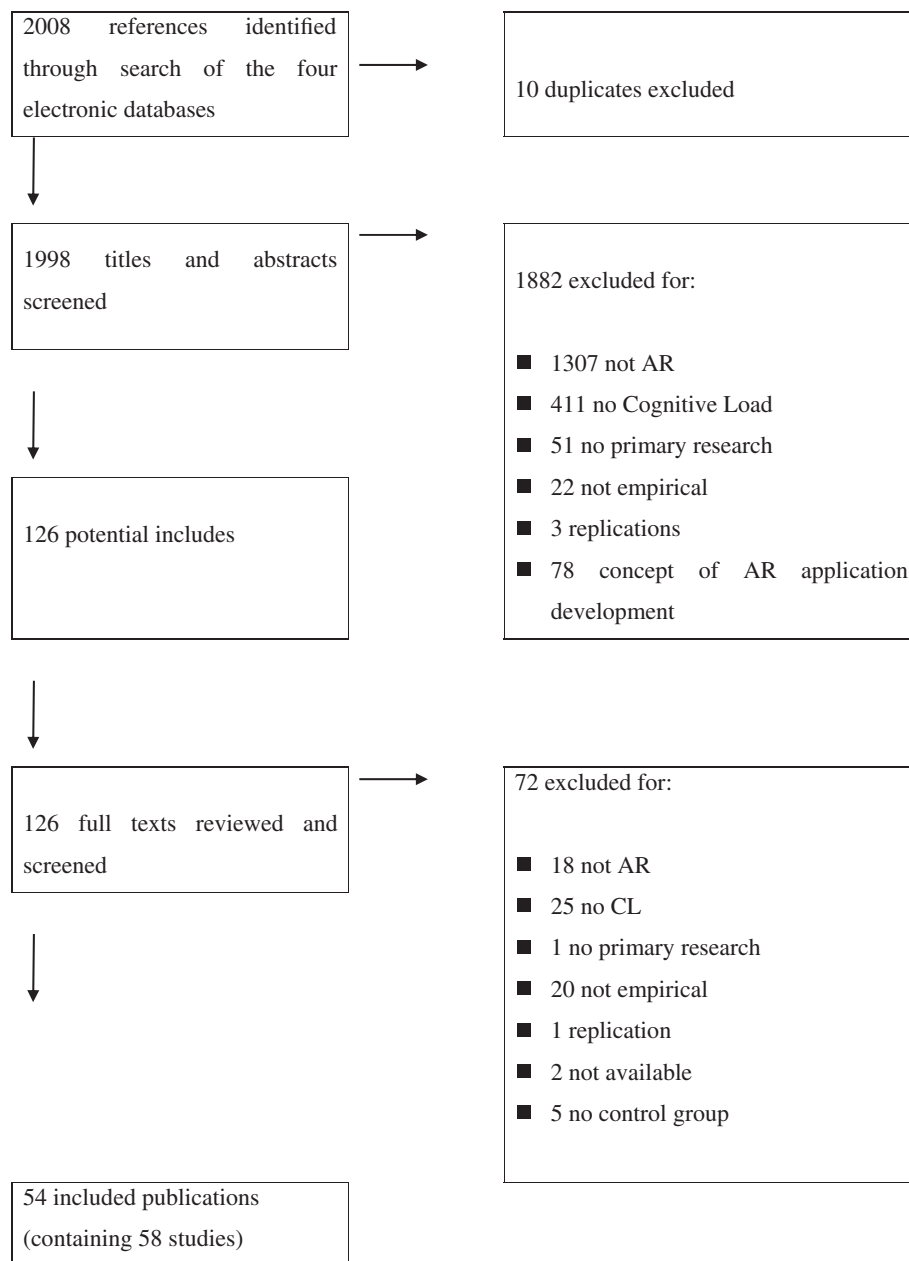 2008 references identified
through search of the four
electronic databases
10 duplicates excluded
1998 titles and abstracts
screened
1882 excluded for:
■ 1307 not AR
■ 411 no Cognitive Load
■ 51 no primary research
■ 22 not empirical
■ 3 replications
■ 78 concept of AR application
development
126 potential includes
126 full texts reviewed and
screened
72 excluded for:
■ 18 not AR
■ 25 no CL
■ 1 no primary research
■ 20 not empirical
■ 1 replication
■ 2 not available
■ 5 no control group
54 included publications
(containing 58 studies)